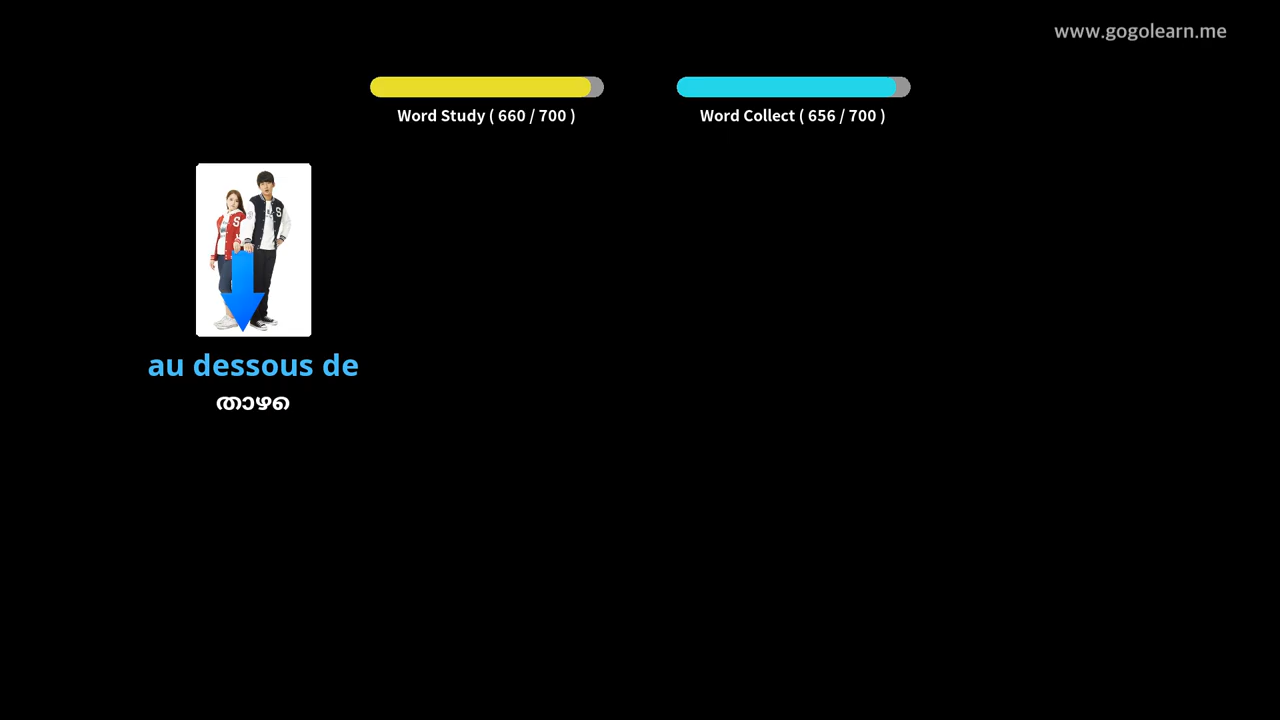 www.gogolearn.me
Word Study ( 660 / 700 )
Word Collect ( 656 / 700 )
S
S
au dessous de
താഴെ